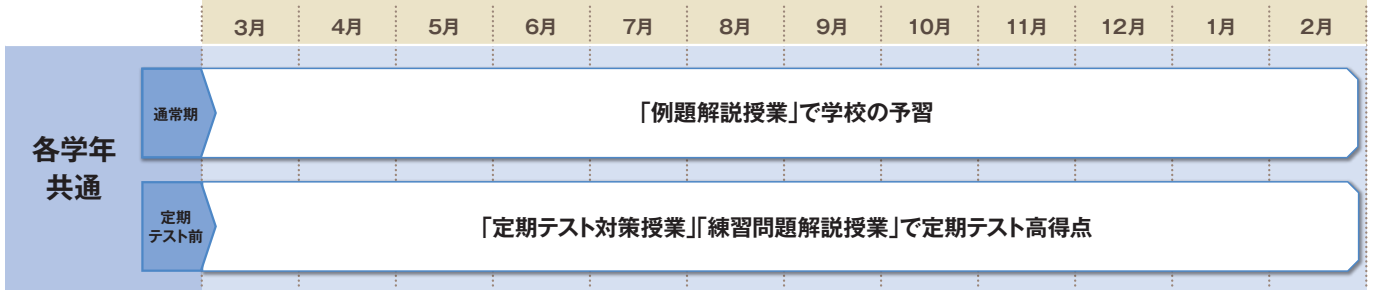 3月 4月 5月 6月 7月 8月 9月 10月 11月 12月 1月 2月
各学年
共通
通常期
「例題解説授業」で学校の予習
定期
テスト前
「定期テスト対策授業」「練習問題解説授業」で定期テスト高得点